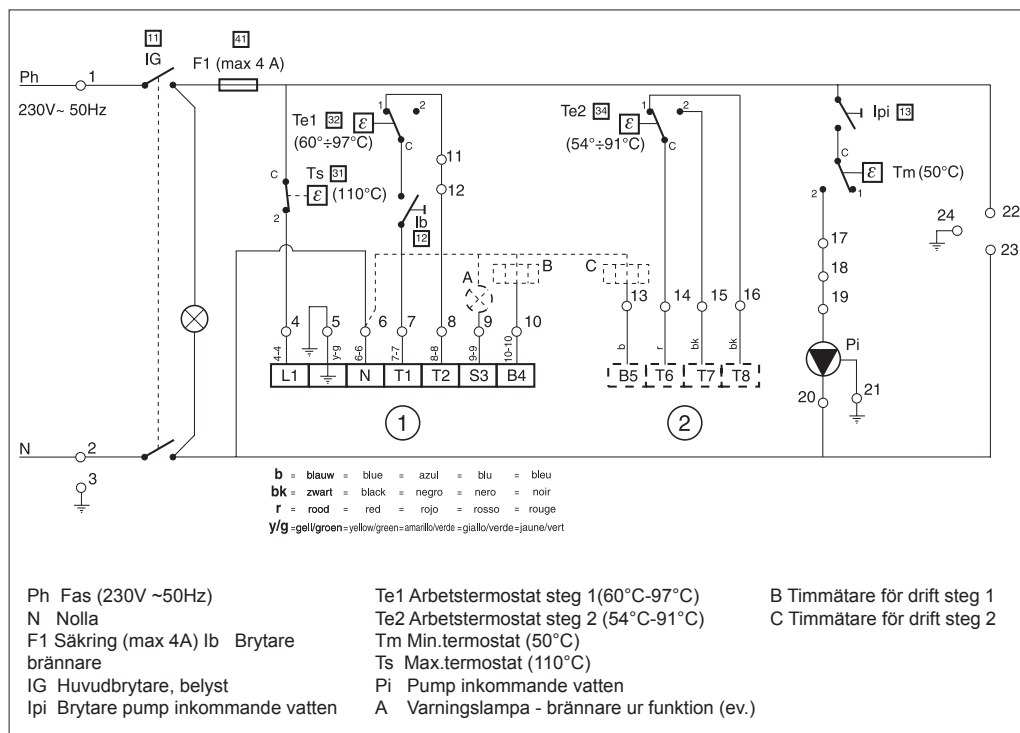 11
IG
41
F1 (max 4 A)
Ph
1
230V~ 50Hz
Te1 32
(60°÷97°C)
ε
1
2
C
11
12
Te2 34
(54°÷91°C)
ε
1
2
C
Ipi 13
C
ε
Tm (50°C)
2
1
C
Ts 31
ε (110°C)
2
Ib
12
24
22
23
17
18
19
A
B
C
4
5
6
7
8
9
10
13
14
15
16
4-4
y-g
6-6
7-7
8-8
9-9
10-10
b
r
bk
bk
L1
N
T1
T2
S3
B4
B5
T6
T7
T8
Pi
20
21
1
2
N
2
3
b = blauw = blue = azul = blu = bleu
bk = zwart = black = negro = nero = noir
r = rood = red = rojo = rosso = rouge
y/g =gell/groen=yellow/green=amarillo/verde=giallo/verde=jaune/vert
Ph Fas (230V ~50Hz)
N Nolla
F1 Säkring (max 4A) Ib Brytare
brännare
IG Huvudbrytare, belyst
Ipi Brytare pump inkommande vatten
Te1 Arbetstermostat steg 1(60°C-97°C)
Te2 Arbetstermostat steg 2 (54°C-91°C)
Tm Min.termostat (50°C)
Ts Max.termostat (110°C)
Pi Pump inkommande vatten
A Varningslampa - brännare ur funktion (ev.)
B Timmätare för drift steg 1
C Timmätare för drift steg 2